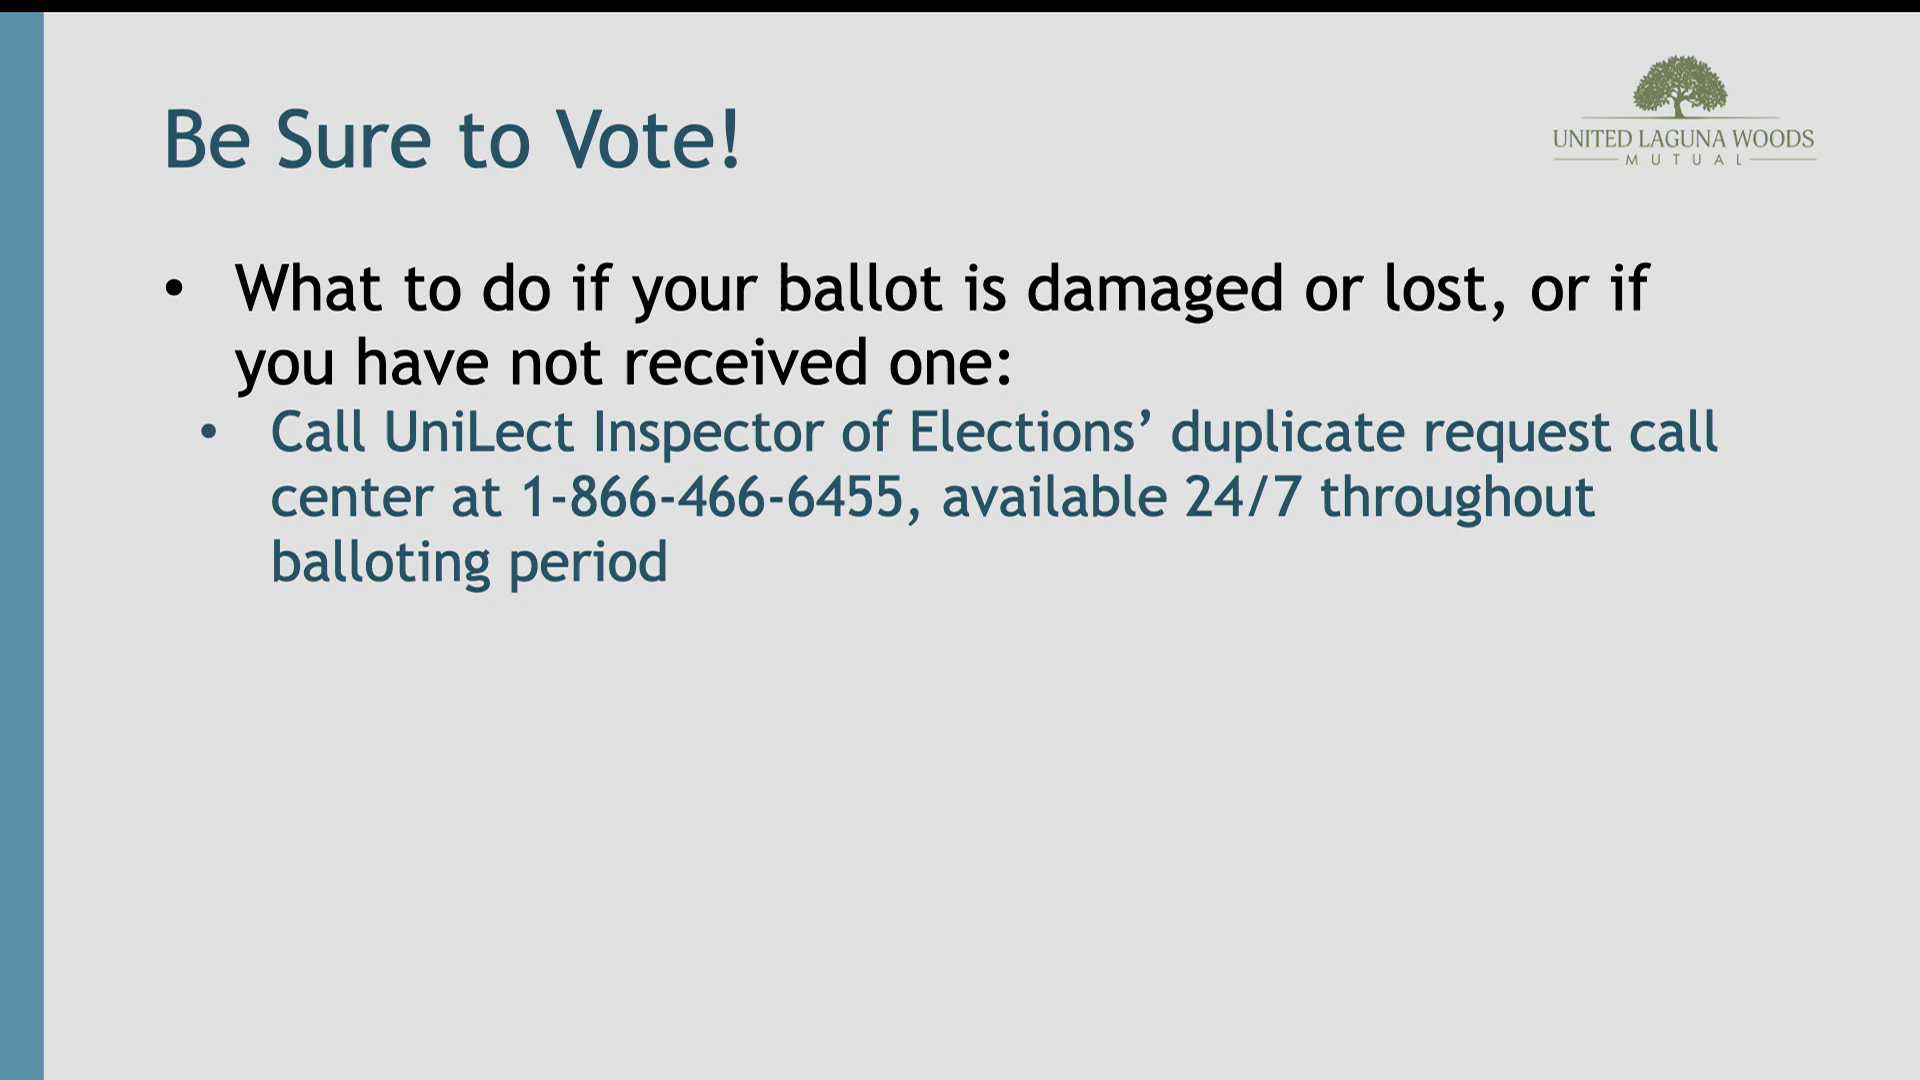 Be Sure to Vote!
UNITED LAGUNA WOODS
MUTUAL
• What to do if your ballot is damaged or lost, or if
you have not received one:
• Call UniLect Inspector of Elections’ duplicate request call
center at 1-866-466-6455, available 24/7 throughout
balloting period